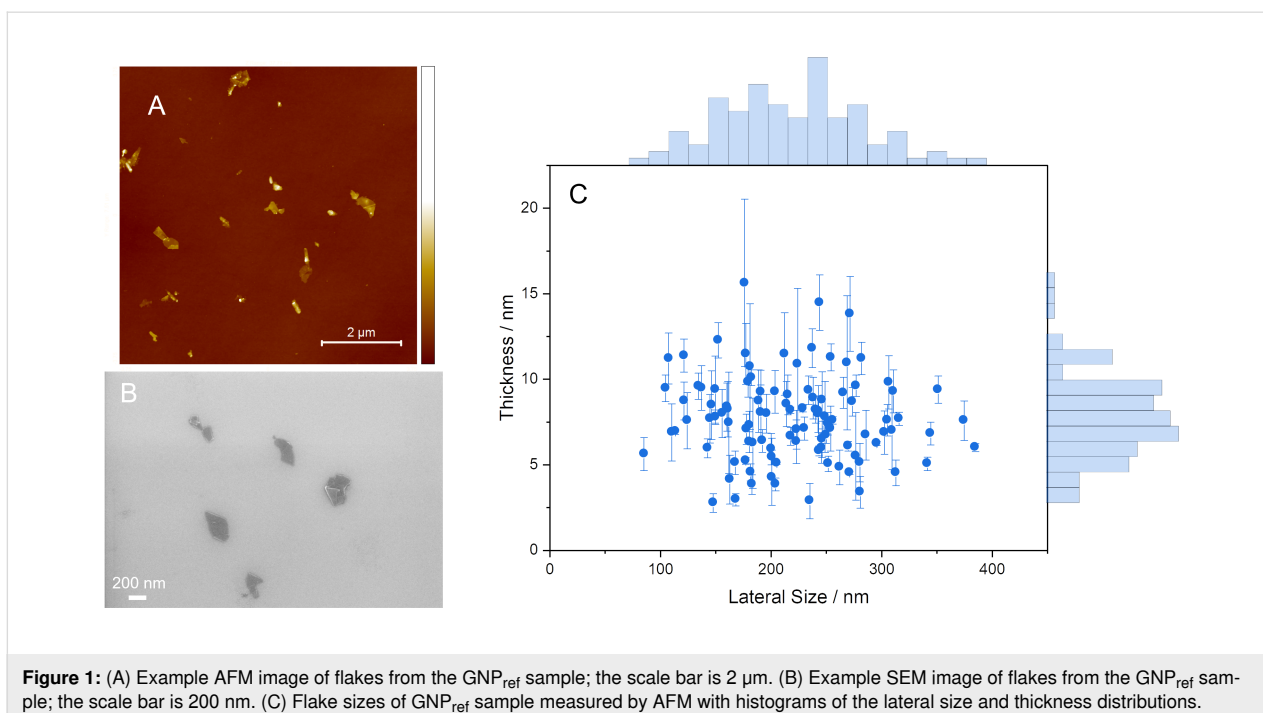 A
2 µm
B
200 nm
C
20
15
10
5
0
Thickness / nm
0 100 200 300 400
Lateral Size / nm
Figure 1: (A) Example AFM image of flakes from the GNPref sample; the scale bar is 2 µm. (B) Example SEM image of flakes from the GNPref sam-
ple; the scale bar is 200 nm. (C) Flake sizes of GNPref sample measured by AFM with histograms of the lateral size and thickness distributions.